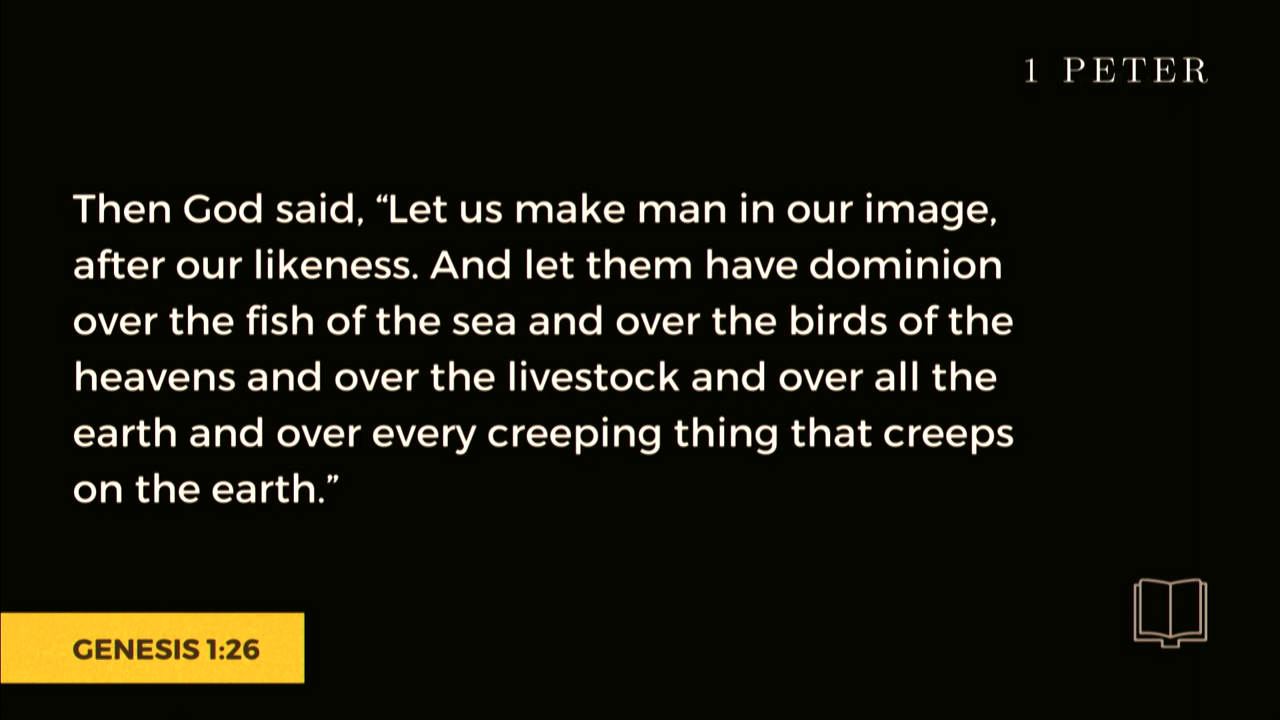 1 PETER
Then God said, “Let us make man in our image,
after our likeness. And let them have dominion
over the fish of the sea and over the birds of the
heavens and over the livestock and over all the
earth and over every creeping thing that creeps
on the earth.”
GENESIS 1:26